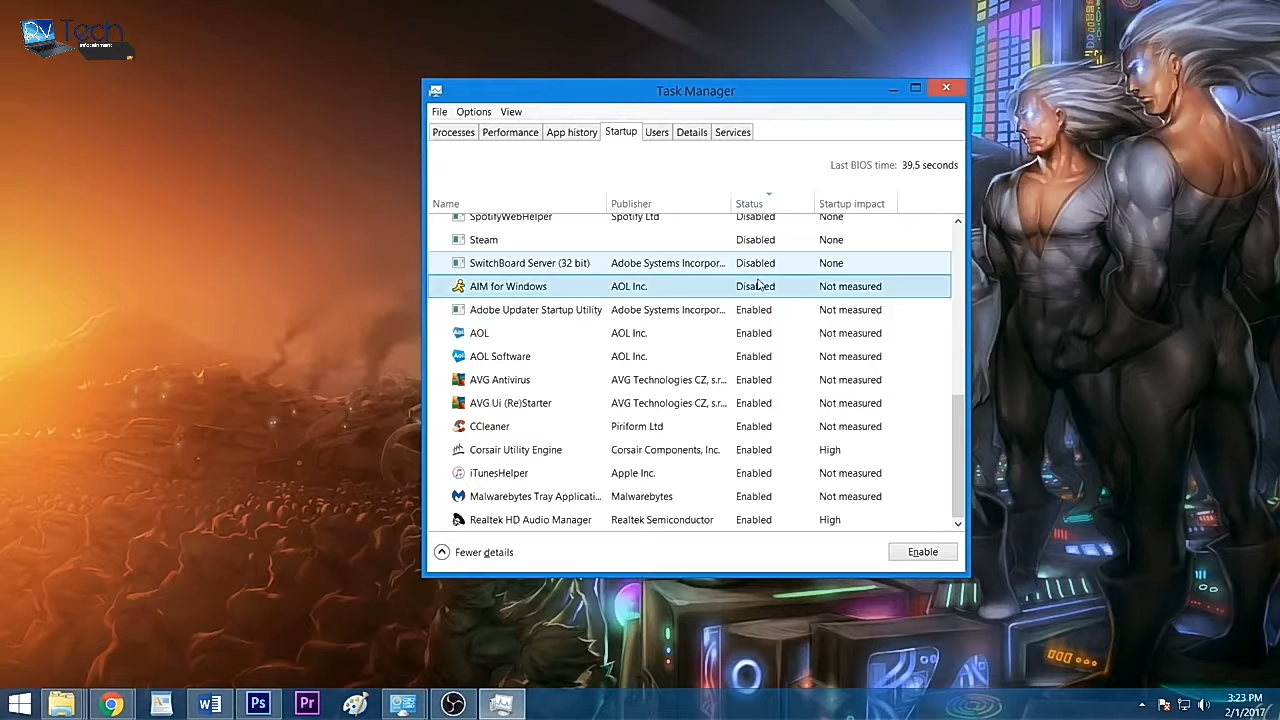 Tech
Infotainment
Task Manager
File Options View
Processes Performance App history Startup Users Details Services
Last BIOS time: 39.5 seconds
Name Publisher Status Startup impact
SpotifyWebHelper Spotify Ltd Disabled None
Steam Disabled None
SwitchBoard Server (32 bit) Adobe Systems Incorpor... Disabled None
AIM for Windows AOL Inc. Disabled Not measured
Adobe Updater Startup Utility Adobe Systems Incorpor... Enabled Not measured
AOL AOL Inc. Enabled Not measured
AOL Software AOL Inc. Enabled Not measured
AVG Antivirus AVG Technologies CZ, s.r... Enabled Not measured
AVG Ui (Re)Starter AVG Technologies CZ, s.r... Enabled Not measured
CCleaner Piriform Ltd Enabled Not measured
Corsair Utility Engine Corsair Components, Inc. Enabled High
iTunesHelper Apple Inc. Enabled Not measured
Malwarebytes Tray Applicati... Malwarebytes Enabled Not measured
Realtek HD Audio Manager Realtek Semiconductor Enabled High
Fewer details Enable
Ps Pr
3:23 PM
2/1/2017